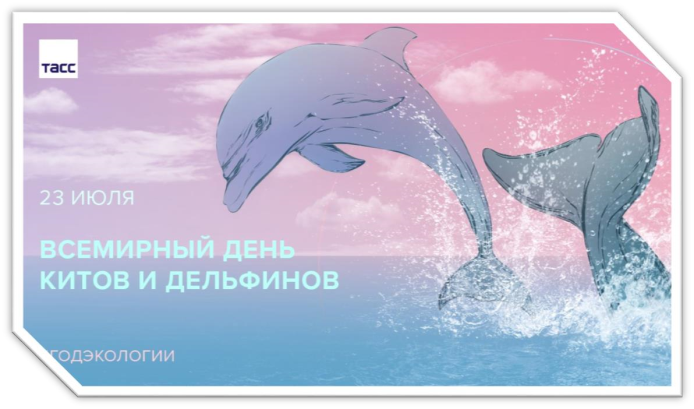 ТАСС
23 ИЮЛЯ
ВСЕМИРНЫЙ ДЕНЬ
КИТОВ И ДЕЛЬФИНОВ
ГОДЭКОЛОГИИ